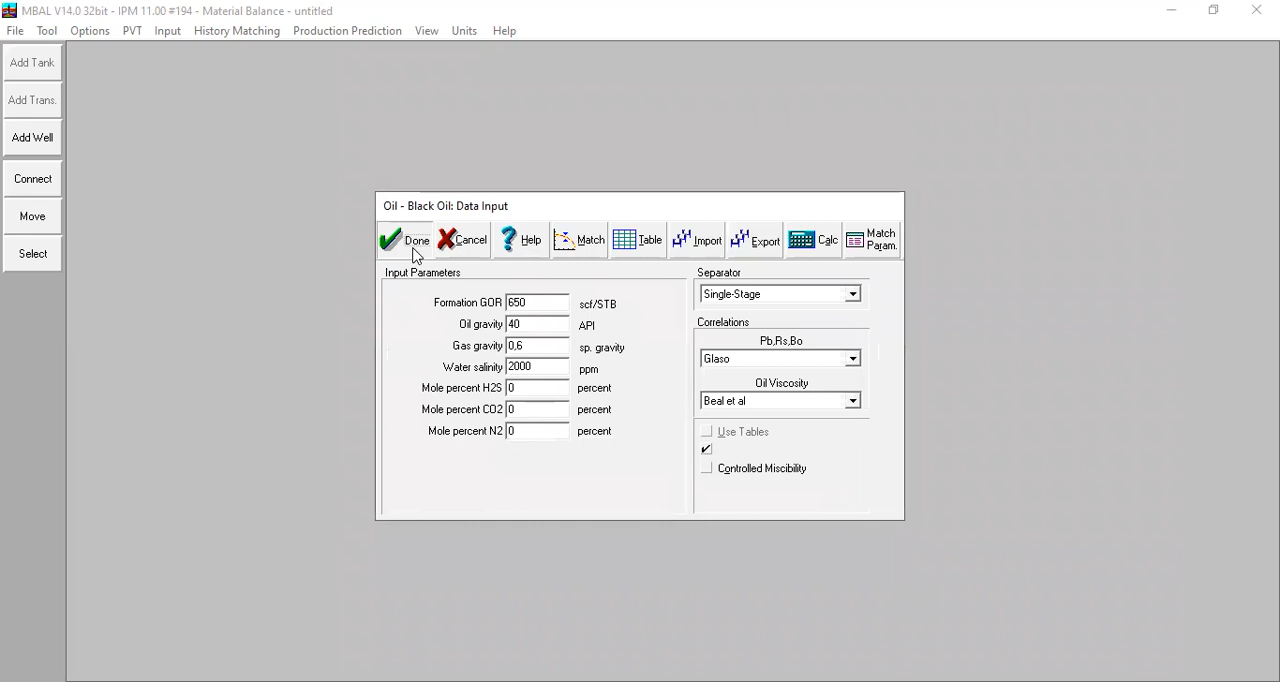 MBAL V14.0 32bit - IPM 11.00 #194 - Material Balance - untitled
File Tool Options PVT Input History Matching Production Prediction View Units Help
Add Tank
Add Trans.
Add Well
Connect
Move
Select
Oil - Black Oil: Data Input
Done Cancel Help Match Table Import Export Calc Match Param.
Input Parameters
Formation GOR 650 scf/STB
Oil gravity 40 API
Gas gravity 0,6 sp. gravity
Water salinity 2000 ppm
Mole percent H2S 0 percent
Mole percent CO2 0 percent
Mole percent N2 0 percent
Separator
Single-Stage
Correlations
Pb,Rs,Bo
Glaso
Oil Viscosity
Beal et al
Use Tables
Controlled Miscibility